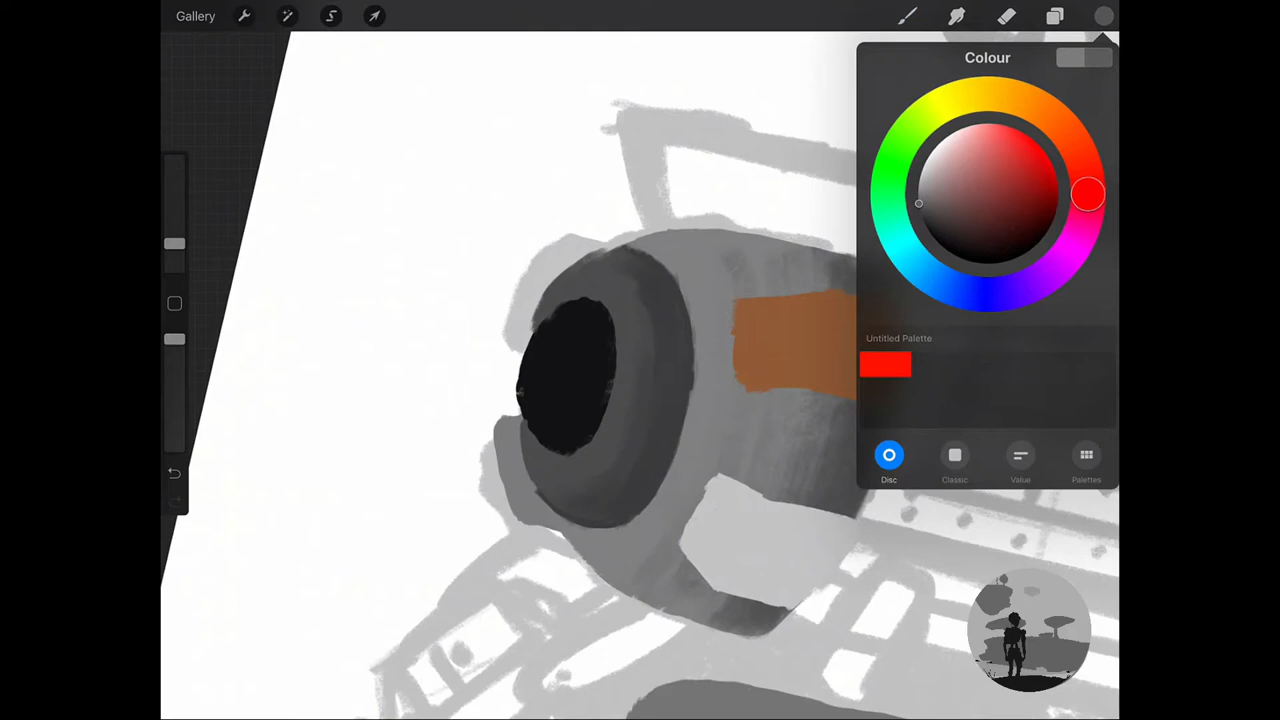 Gallery
Colour
Untitled Palette
Disc
Classic
Value
Palettes